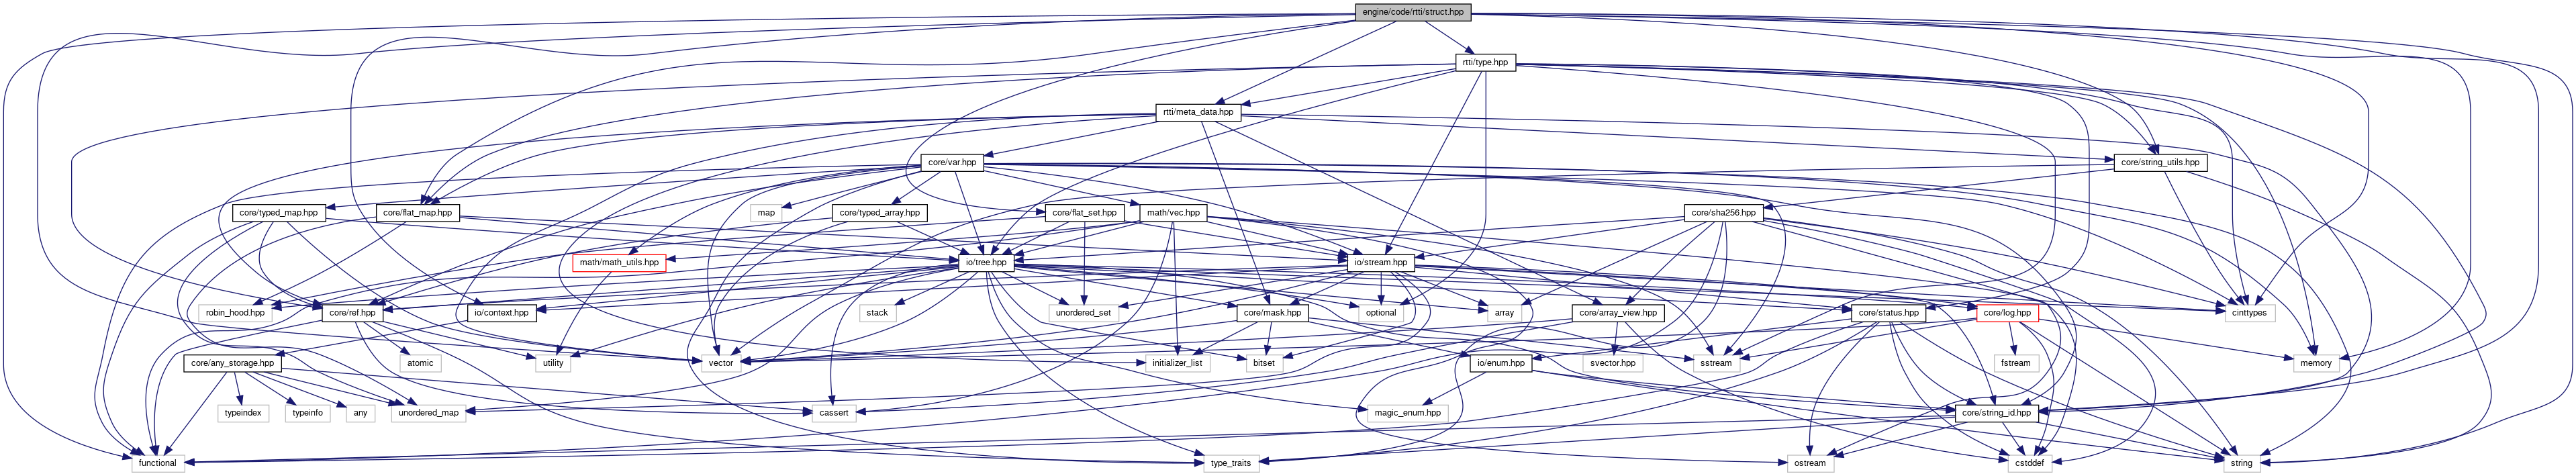 engine/code/rtti/struct.hpp
rtti/type.hpp
rtti/meta_data.hpp
core/var.hpp
core/string_utils.hpp
core/typed_map.hpp
core/flat_map.hpp
map
core/typed_array.hpp
core/flat_set.hpp
math/vec.hpp
core/sha256.hpp
math/math_utils.hpp
io/tree.hpp
io/stream.hpp
robin_hood.hpp
core/ref.hpp
io/context.hpp
stack
unordered_set
core/mask.hpp
optional
array
core/array_view.hpp
core/status.hpp
core/log.hpp
cinttypes
core/any_storage.hpp
atomic
utility
vector
initializer_list
bitset
io/enum.hpp
svector.hpp
sstream
fstream
memory
typeindex
typeinfo
any
unordered_map
cassert
magic_enum.hpp
core/string_id.hpp
functional
type_traits
ostream
cstddef
string